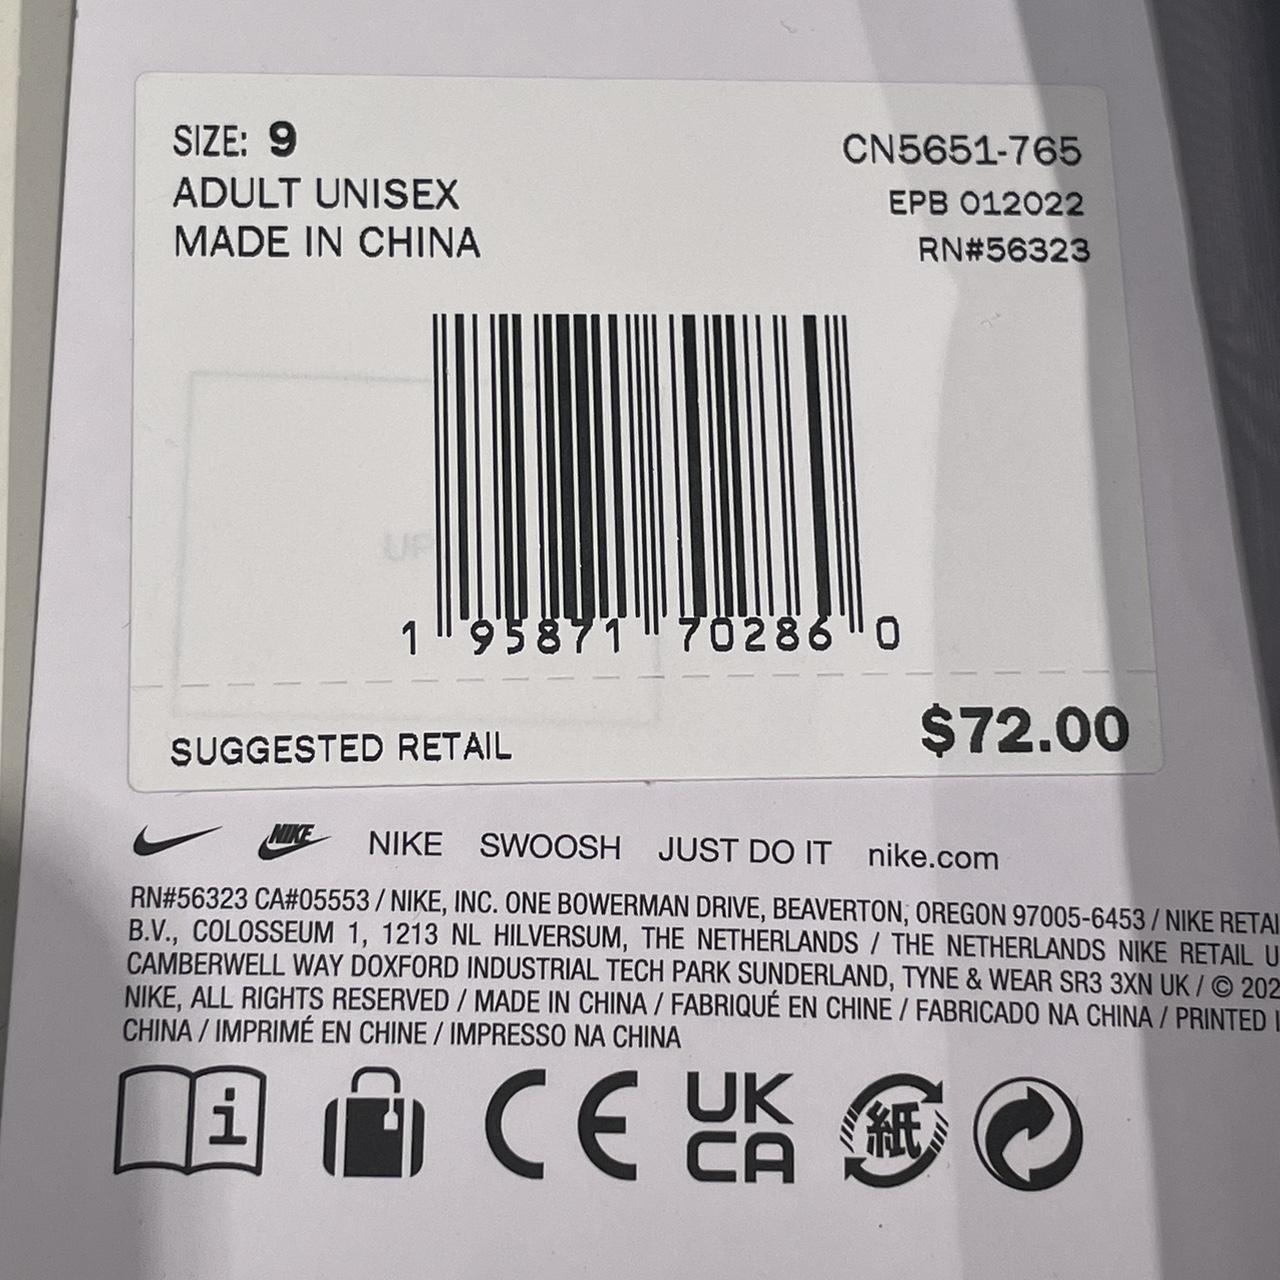 SIZE: 9
ADULT UNISEX
MADE IN CHINA
CN5651-765
EPB 012022
RN#56323
1 95871 70286 0
SUGGESTED RETAIL
$72.00
NIKE NIKE SWOOSH JUST DO IT nike.com
RN#56323 CA#05553 / NIKE, INC. ONE BOWERMAN DRIVE, BEAVERTON, OREGON 97005-6453 / NIKE
B.V., COLOSSEUM 1, 1213 NL HILVERSUM, THE NETHERLANDS / THE NETHERLANDS NIKE RETAIL
CAMBERWELL WAY DOXFORD INDUSTRIAL TECH PARK SUNDERLAND, TYNE & WEAR SR3 3XN UK / ©
NIKE, ALL RIGHTS RESERVED / MADE IN CHINA / FABRIQUÉ EN CHINE / FABRICADO NA CHINA / PRINTED
CHINA / IMPRIMÉ EN CHINE / IMPRESSO NA CHINA
i CE UK CA 紙